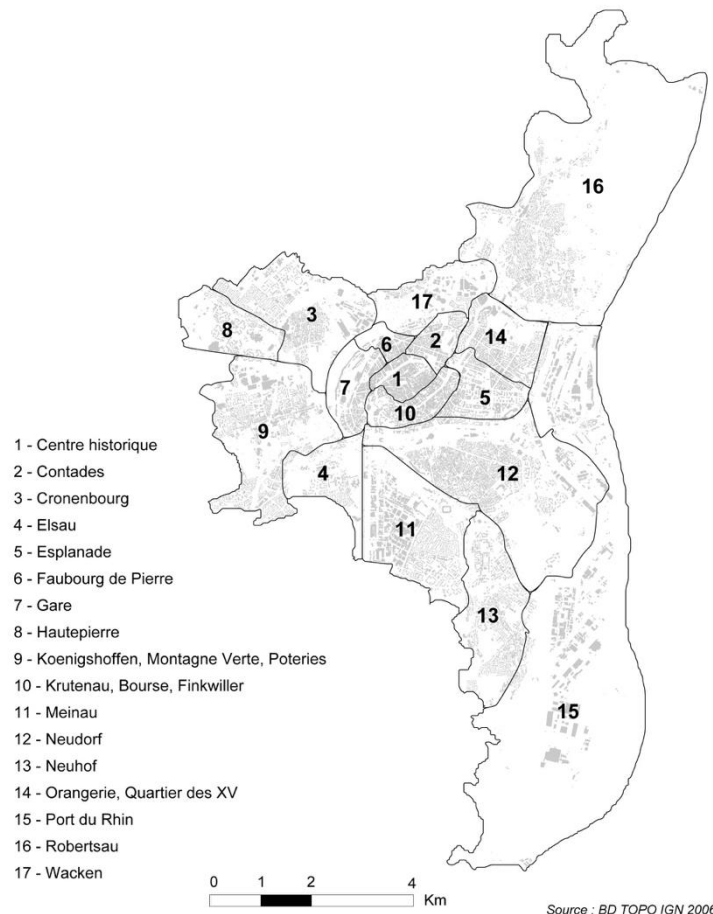 16
17
3
8
14
2
6
1
7
5
10
9
12
4
11
13
15
1 - Centre historique
2 - Contades
3 - Cronenbourg
4 - Elsau
5 - Esplanade
6 - Faubourg de Pierre
7 - Gare
8 - Hautepierre
9 - Koenigshoffen, Montagne Verte, Poteries
10 - Krutenau, Bourse, Finkwiller
11 - Meinau
12 - Neudorf
13 - Neuhof
14 - Orangerie, Quartier des XV
15 - Port du Rhin
16 - Robertsau
17 - Wacken
0 1 2 4
Km
Source : BD TOPO IGN 2006